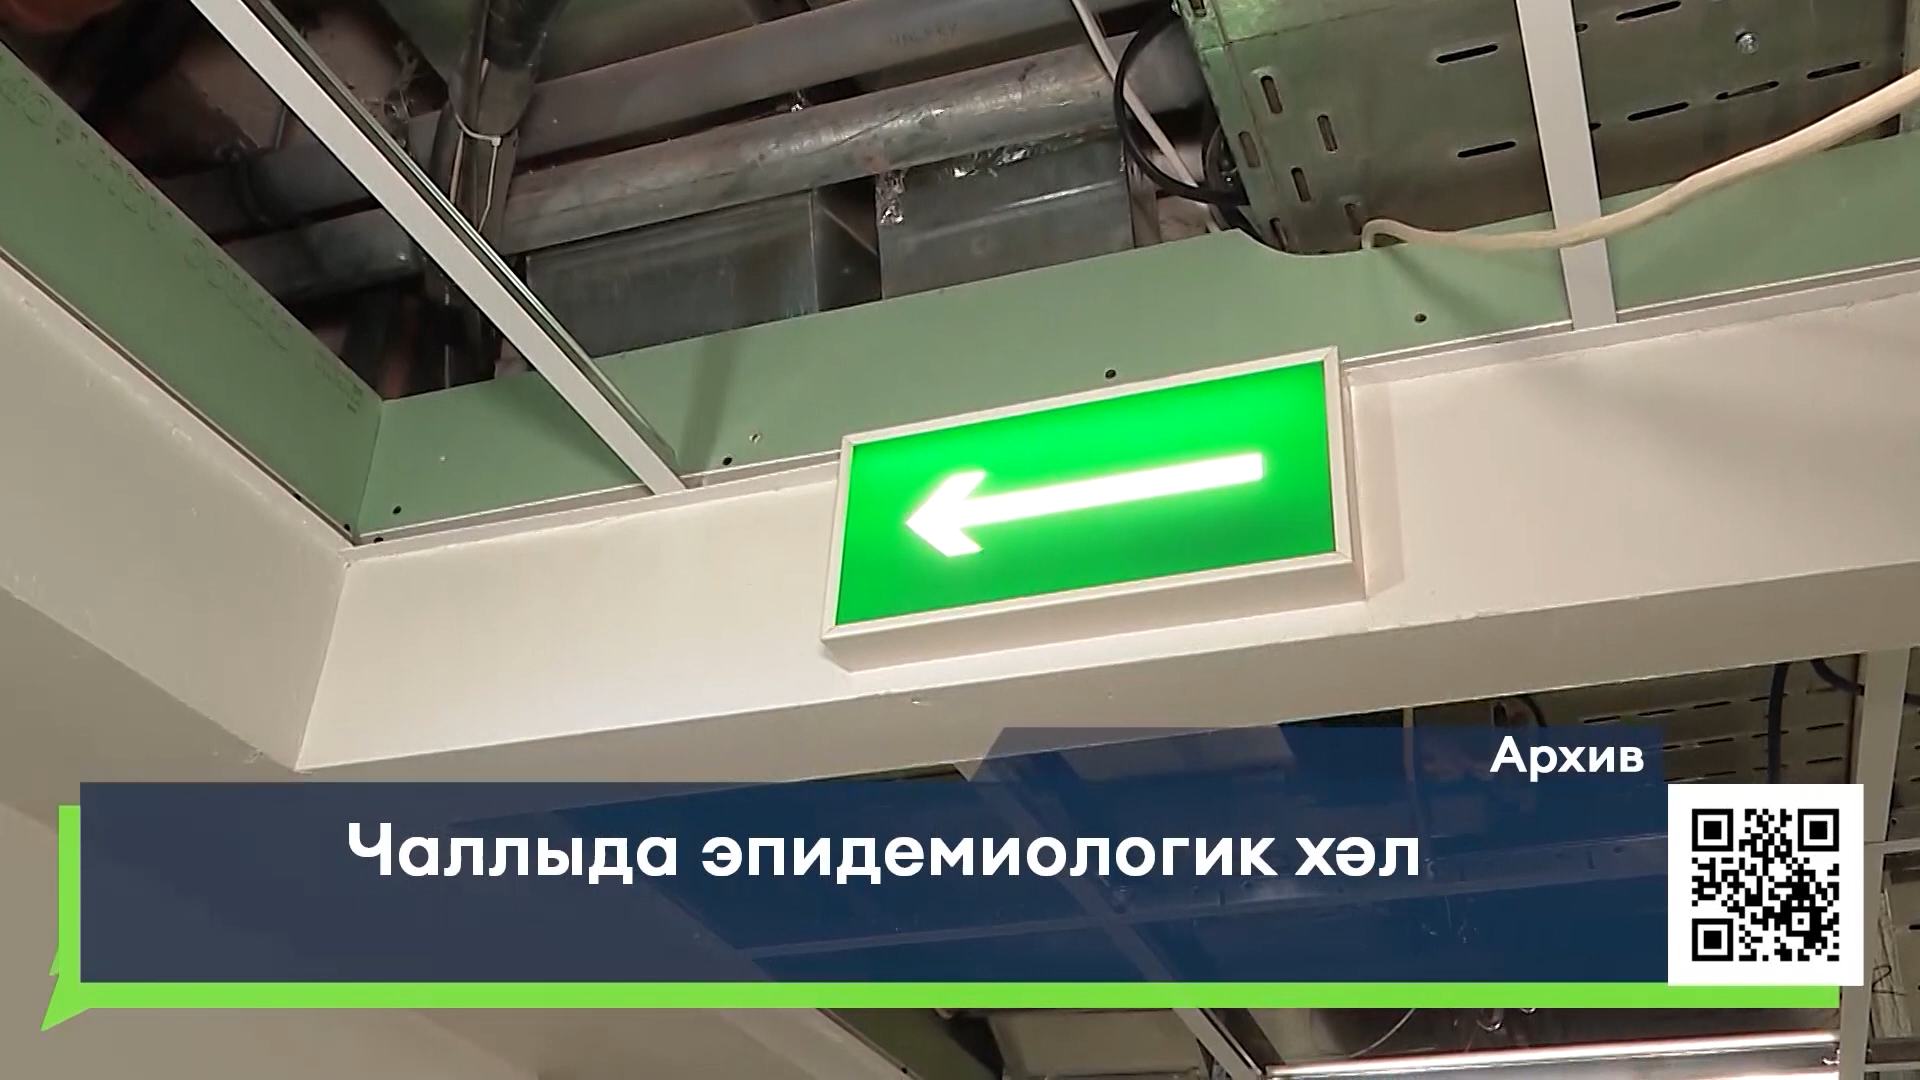 Архив
Чаллыда эпидемиологик хәл